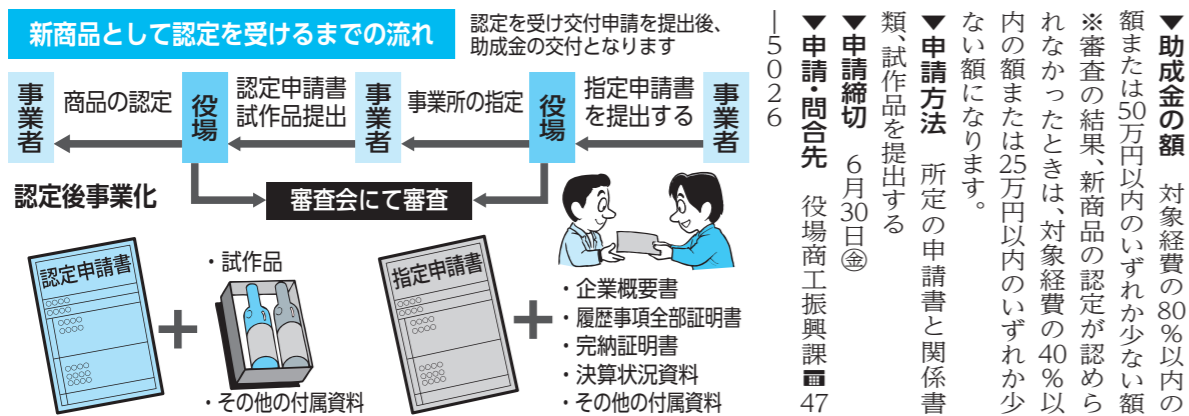 ▼助成金の額　対象経費の80％以内の
額または50万円以内のいずれか少ない額
※審査の結果、新商品の認定が認めら
れなかったときは、対象経費の40％以
内の額または25万円以内のいずれか少
ない額になります。
▼申請方法　所定の申請書と関係書
類、試作品を提出する
▼申請締切　6月30日㊎
▼申請・問合先　役場商工振興課☎47
―5026
新商品として認定を受けるまでの流れ
認定を受け交付申請を提出後、
助成金の交付となります
事業者
指定申請書
を提出する
役場
事業所の指定
事業者
認定申請書
試作品提出
役場
商品の認定
事業者
認定後事業化
審査会にて審査
指定申請書
○○○○
○○○○
○○○○
○○○○
○○○○
＋
・企業概要書
・履歴事項全部証明書
・完納証明書
・決算状況資料
・その他の付属資料
認定申請書
○○○○
○○○○
○○○○
○○○○
○○○○
＋
・試作品
・その他の付属資料